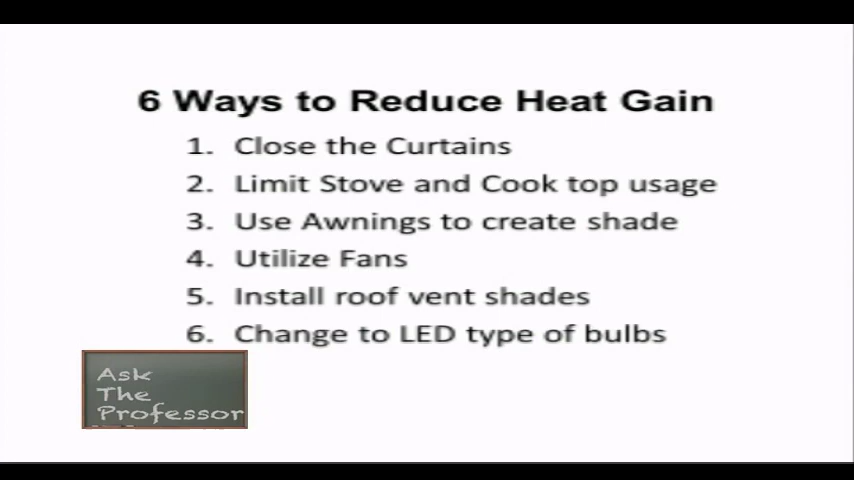 6 Ways to Reduce Heat Gain
1. Close the Curtains
2. Limit Stove and Cook top usage
3. Use Awnings to create shade
4. Utilize Fans
5. Install roof vent shades
6. Change to LED type of bulbs
Ask
The
Professor